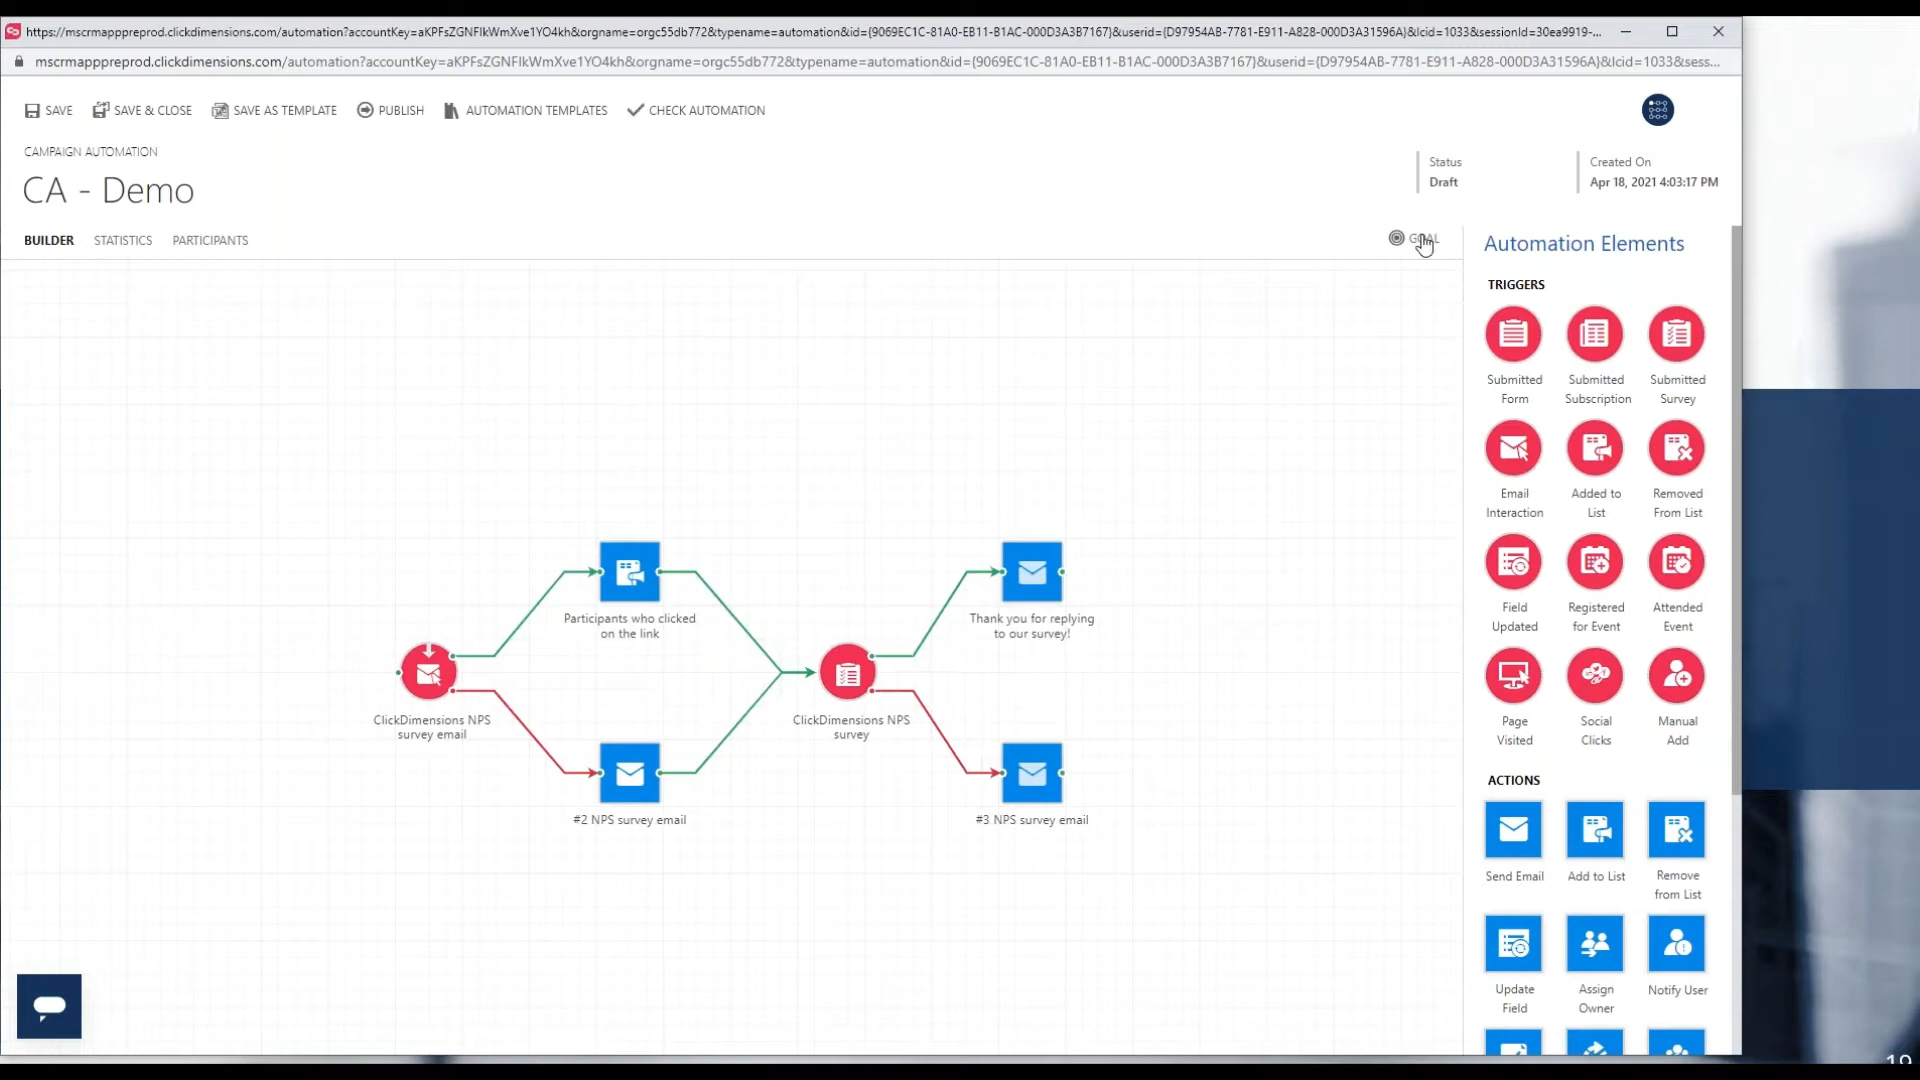 https://mscrmapppreprod.clickdimensions.com/automation?accountKey=aKPFsZGNFIkWmXve1YO4kh&orgname=orgc55db772&typename=automation&id={9069EC1C-81A0-EB11-B1AC-000D3A3B7167}&userid={D97954AB-7781-E911-A828-000D3A31596A}&lcid=1033&sessionId=30ea9919-...
mscrmapppreprod.clickdimensions.com/automation?accountKey=aKPFsZGNFIkWmXve1YO4kh&orgname=orgc55db772&typename=automation&id={9069EC1C-81A0-EB11-B1AC-000D3A3B7167}&userid={D97954AB-7781-E911-A828-000D3A31596A}&lcid=1033&sess...
SAVE SAVE & CLOSE SAVE AS TEMPLATE PUBLISH AUTOMATION TEMPLATES CHECK AUTOMATION
CAMPAIGN AUTOMATION
CA - Demo
Status
Draft
Created On
Apr 18, 2021 4:03:17 PM
BUILDER STATISTICS PARTICIPANTS
GOAL
Participants who clicked
on the link
Thank you for replying
to our survey!
ClickDimensions NPS
survey email
ClickDimensions NPS
survey
#2 NPS survey email
#3 NPS survey email
Automation Elements
TRIGGERS
Submitted
Form
Submitted
Subscription
Submitted
Survey
Email
Interaction
Added to
List
Removed
From List
Field
Updated
Registered
for Event
Attended
Event
Page
Visited
Social
Clicks
Manual
Add
ACTIONS
Send Email
Add to List
Remove
from List
Update
Field
Assign
Owner
Notify User
19